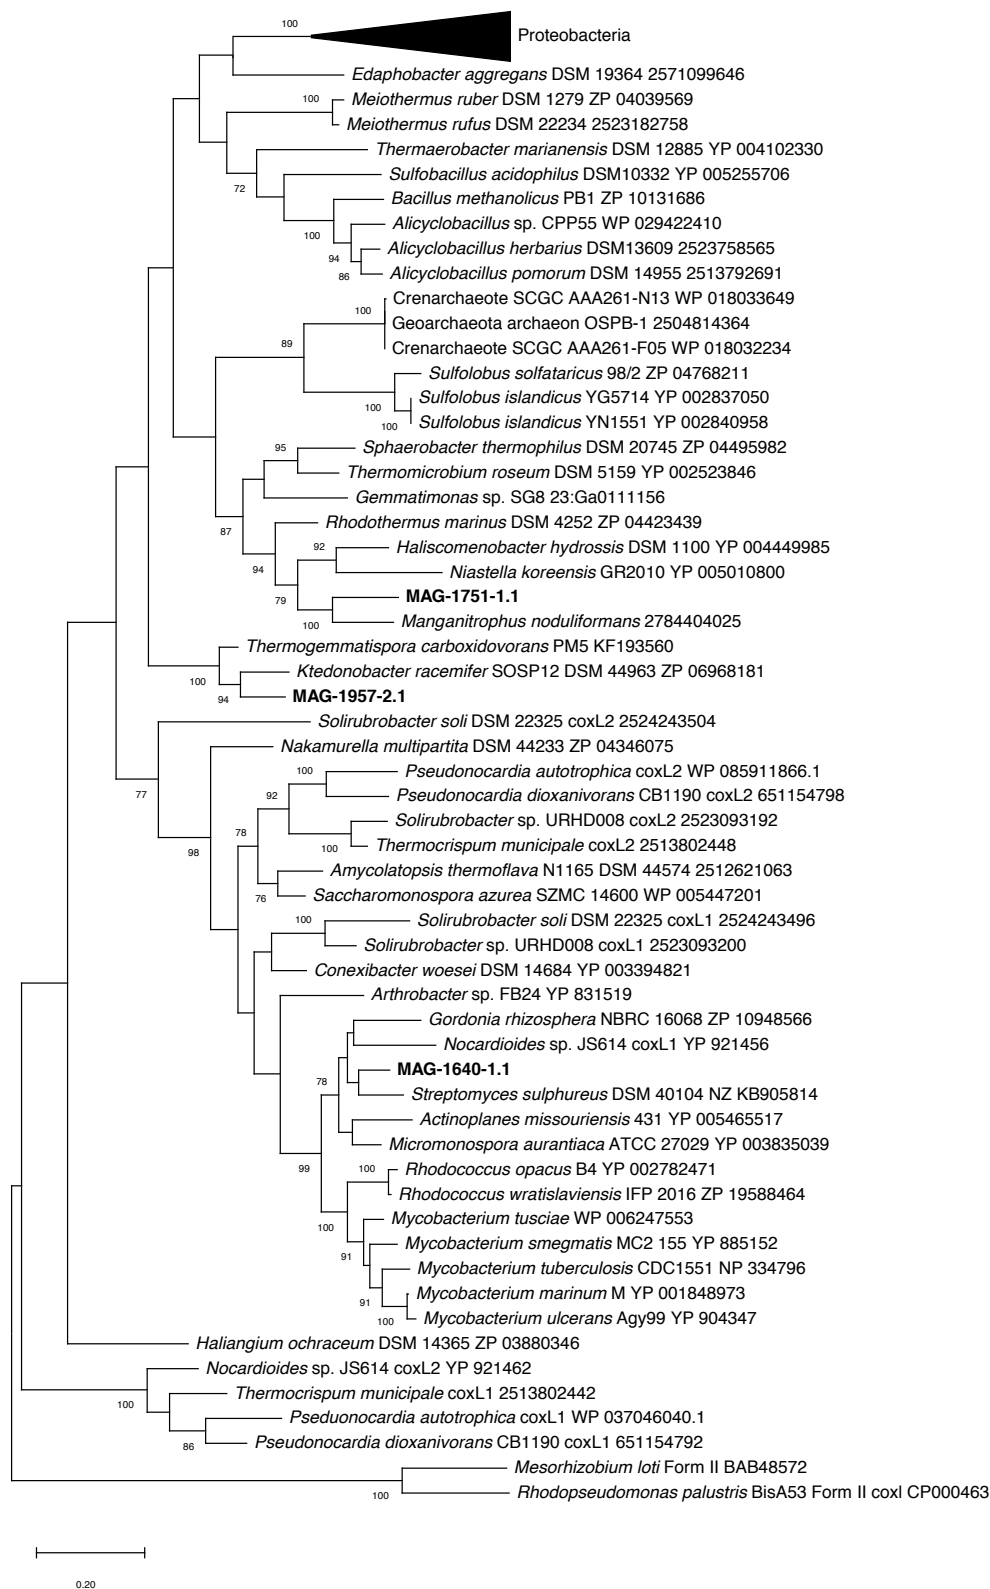 100
Proteobacteria
Edaphobacter aggregans DSM 19364 2571099646
100
Meiothermus ruber DSM 1279 ZP 04039569
Meiothermus rufus DSM 22234 2523182758
Thermaerobacter marianensis DSM 12885 YP 004102330
72
Sulfobacillus acidophilus DSM10332 YP 005255706
Bacillus methanolicus PB1 ZP 10131686
100
Alicyclobacillus sp. CPP55 WP 029422410
94
Alicyclobacillus herbarius DSM13609 2523758565
86
Alicyclobacillus pomorum DSM 14955 2513792691
Crenarchaeote SCGC AAA261-N13 WP 018033649
100
Geoarchaeota archaeon OSPB-1 2504814364
89
Crenarchaeote SCGC AAA261-F05 WP 018032234
Sulfolobus solfataricus 98/2 ZP 04768211
100
Sulfolobus islandicus YG5714 YP 002837050
100
Sulfolobus islandicus YN1551 YP 002840958
95
Sphaerobacter thermophilus DSM 20745 ZP 04495982
Thermomicrobium roseum DSM 5159 YP 002523846
Gemmatimonas sp. SG8 23:Ga0111156
87
Rhodothermus marinus DSM 4252 ZP 04423439
92
Haliscomenobacter hydrossis DSM 1100 YP 004449985
94
Niastella koreensis GR2010 YP 005010800
79
MAG-1751-1.1
100
Manganitrophus noduliformans 2784404025
Thermogemmatispora carboxidovorans PM5 KF193560
100
Ktedonobacter racemifer SOSP12 DSM 44963 ZP 06968181
94
MAG-1957-2.1
Solirubrobacter soli DSM 22325 coxL2 2524243504
Nakamurella multipartita DSM 44233 ZP 04346075
77
100
Pseudonocardia autotrophica coxL2 WP 085911866.1
92
Pseudonocardia dioxanivorans CB1190 coxL2 651154798
Solirubrobacter sp. URHD008 coxL2 2523093192
78
100
Thermocrispum municipale coxL2 2513802448
98
Amycolatopsis thermoflava N1165 DSM 44574 2512621063
76
Saccharomonospora azurea SZMC 14600 WP 005447201
100
Solirubrobacter soli DSM 22325 coxL1 2524243496
Solirubrobacter sp. URHD008 coxL1 2523093200
Conexibacter woesei DSM 14684 YP 003394821
Arthrobacter sp. FB24 YP 831519
Gordonia rhizosphera NBRC 16068 ZP 10948566
Nocardioides sp. JS614 coxL1 YP 921456
MAG-1640-1.1
78
Streptomyces sulphureus DSM 40104 NZ KB905814
Actinoplanes missouriensis 431 YP 005465517
Micromonospora aurantiaca ATCC 27029 YP 003835039
99
100
Rhodococcus opacus B4 YP 002782471
Rhodococcus wratislaviensis IFP 2016 ZP 19588464
100
Mycobacterium tusciae WP 006247553
91
Mycobacterium smegmatis MC2 155 YP 885152
Mycobacterium tuberculosis CDC1551 NP 334796
91
Mycobacterium marinum M YP 001848973
100
Mycobacterium ulcerans Agy99 YP 904347
Haliangium ochraceum DSM 14365 ZP 03880346
Nocardioides sp. JS614 coxL2 YP 921462
100
Thermocrispum municipale coxL1 2513802442
Pseduonocardia autotrophica coxL1 WP 037046040.1
86
Pseudonocardia dioxanivorans CB1190 coxL1 651154792
Mesorhizobium loti Form II BAB48572
100
Rhodopseudomonas palustris BisA53 Form II coxl CP000463
0.20